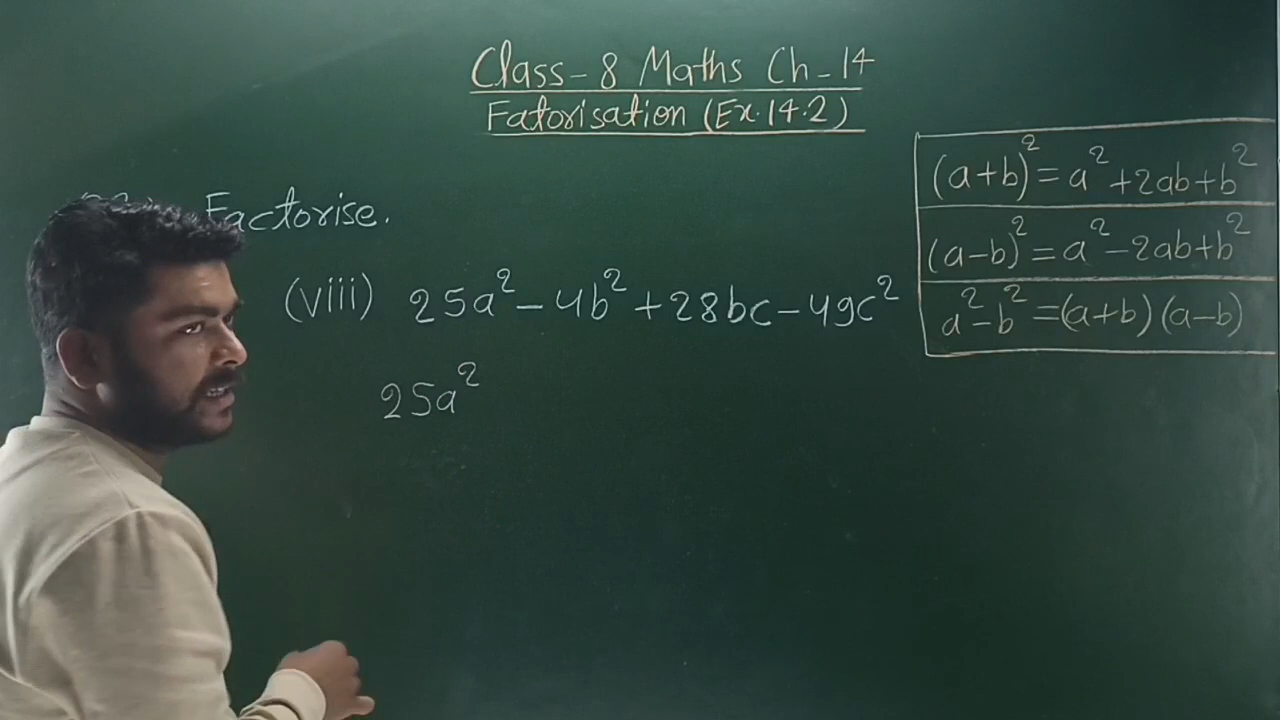 Class-8 Maths Ch-14
Fatorisation (Ex.14.2)
Factorise.
(viii) 25a²-4b²+28bc-49c²
25a²
(a+b)²=a²+2ab+b²
(a-b)²=a²-2ab+b²
a²-b²=(a+b)(a-b)